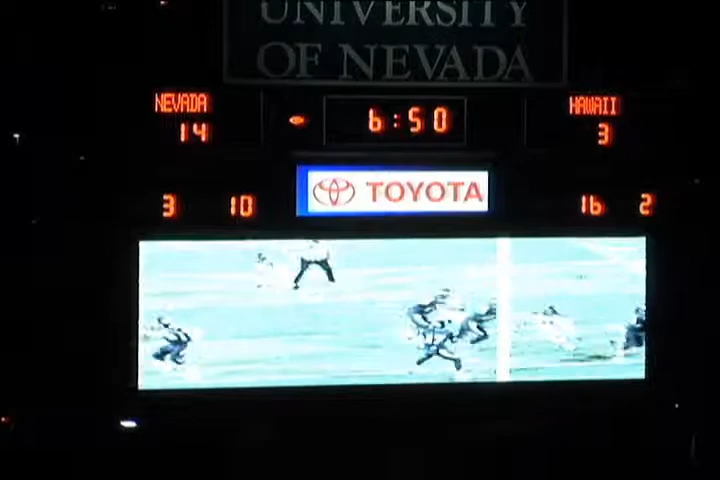 UNIVERSITY
OF NEVADA
NEVADA 6:50 HAWAII
14 3
TOYOTA
3 10 16 2